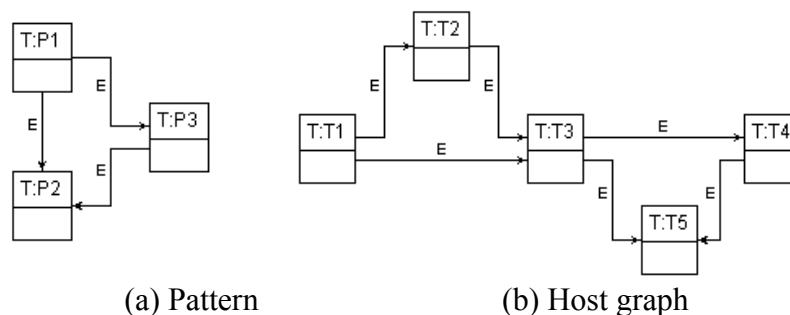 T:P1
E
E
T:P3
E
T:P2
T:T2
E
E
T:T1
T:T3
E
T:T4
E
E
E
T:T5
(a) Pattern
(b) Host graph